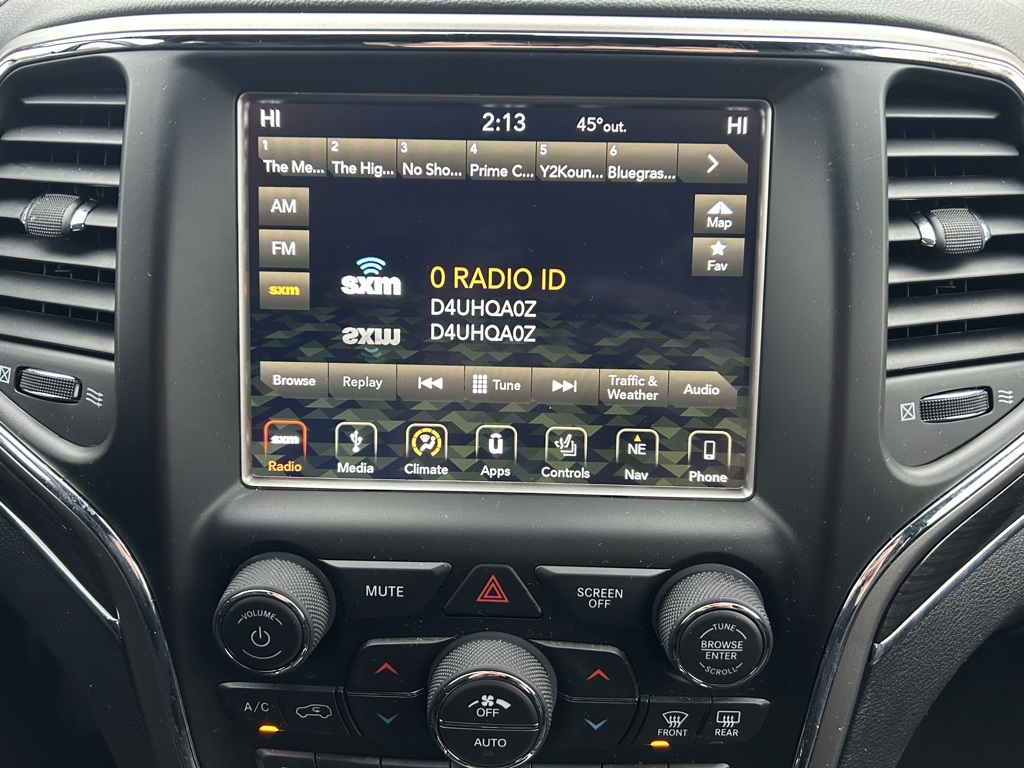 HI 2:13 45°out. HI
1 2 3 4 5 6
The Me... The Hig... No Sho... Prime C... Y2Koun... Bluegras...
AM
Map
FM
Fav
sxm
sxm
0 RADIO ID
D4UHQA0Z
D4UHQA0Z
Browse Replay Tune Traffic & Weather Audio
sxm NE
Radio Media Climate Apps Controls Nav Phone
MUTE
SCREEN
OFF
VOLUME
TUNE
BROWSE
ENTER
SCROLL
A/C
OFF
AUTO
FRONT
REAR